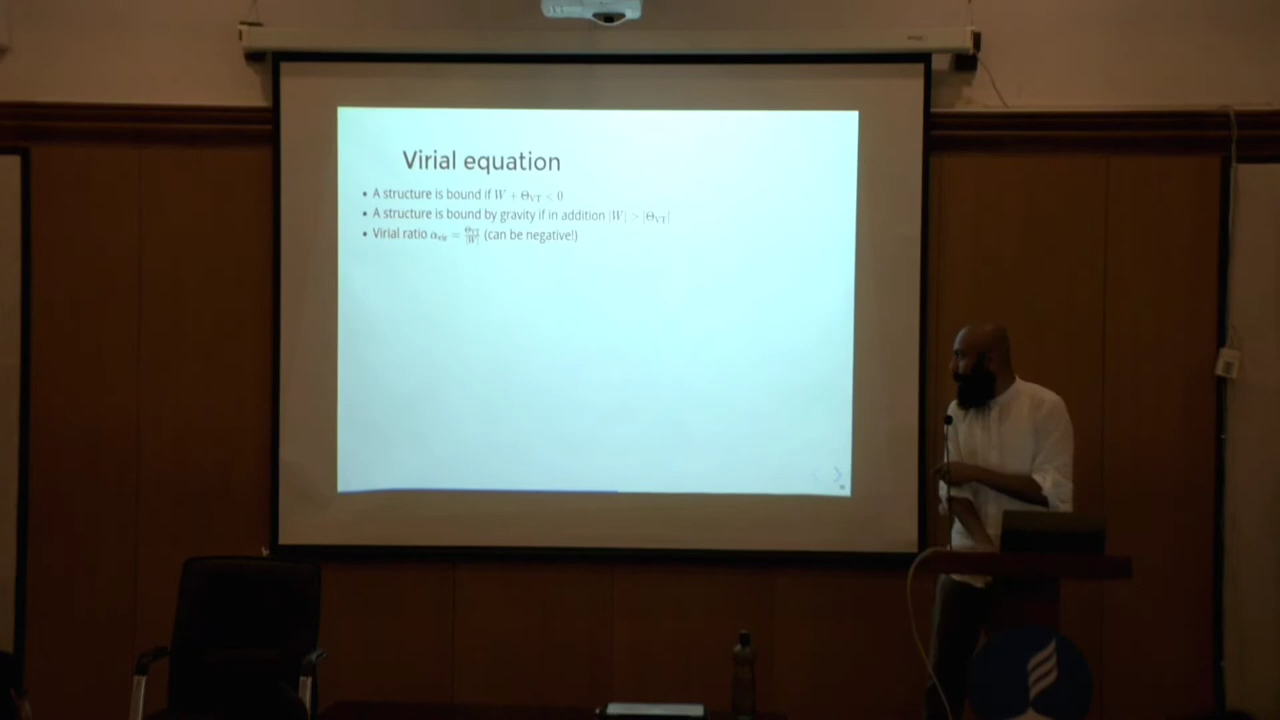 Virial equation
• A structure is bound if W + Θ_VT < 0
• A structure is bound by gravity if in addition |W| > |Θ_VT|
• Virial ratio α_vir = Θ_VT/|W| (can be negative!)